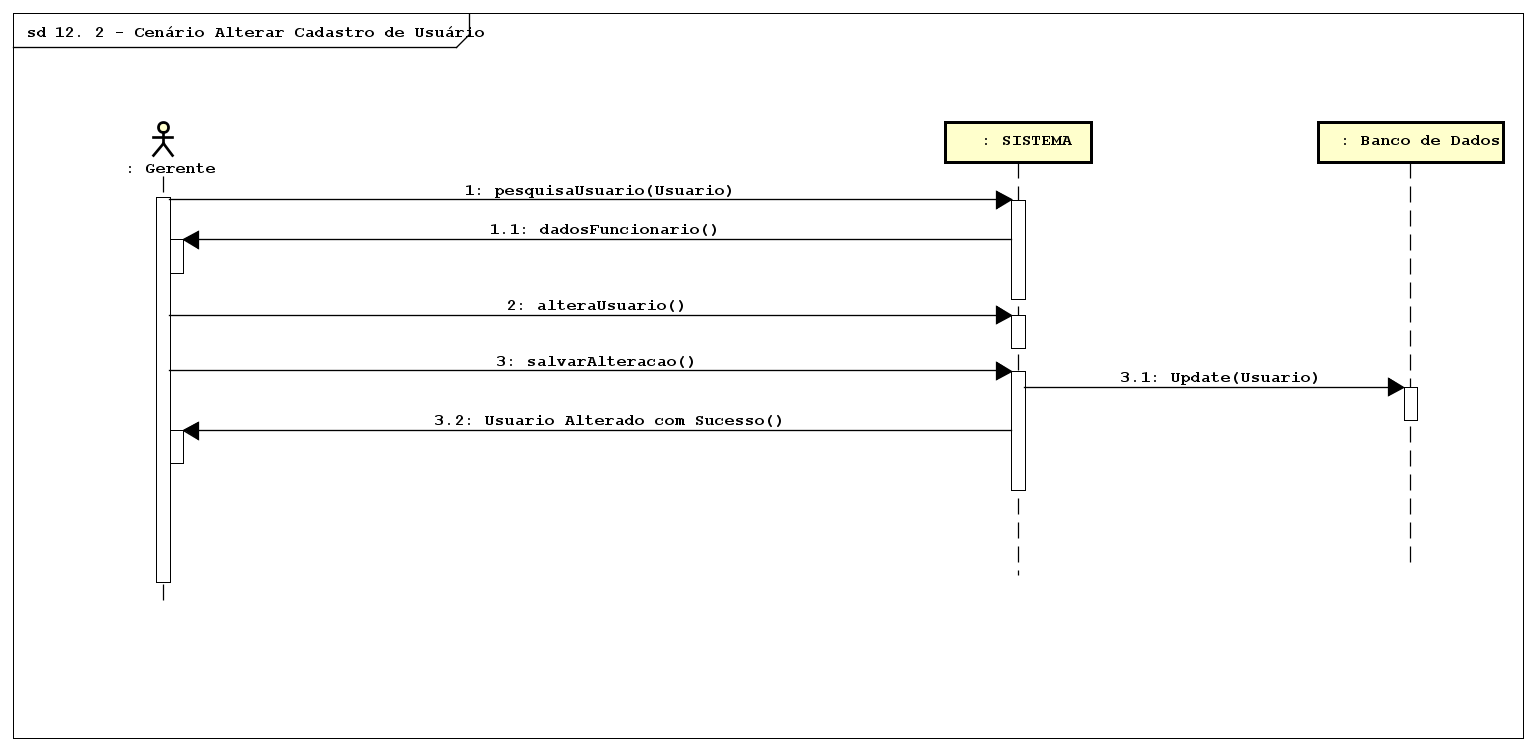 sd 12. 2 - Cenário Alterar Cadastro de Usuário
: SISTEMA
: Banco de Dados
: Gerente
1: pesquisaUsuario(Usuario)
1.1: dadosFuncionario()
2: alteraUsuario()
3: salvarAlteracao()
3.1: Update(Usuario)
3.2: Usuario Alterado com Sucesso()